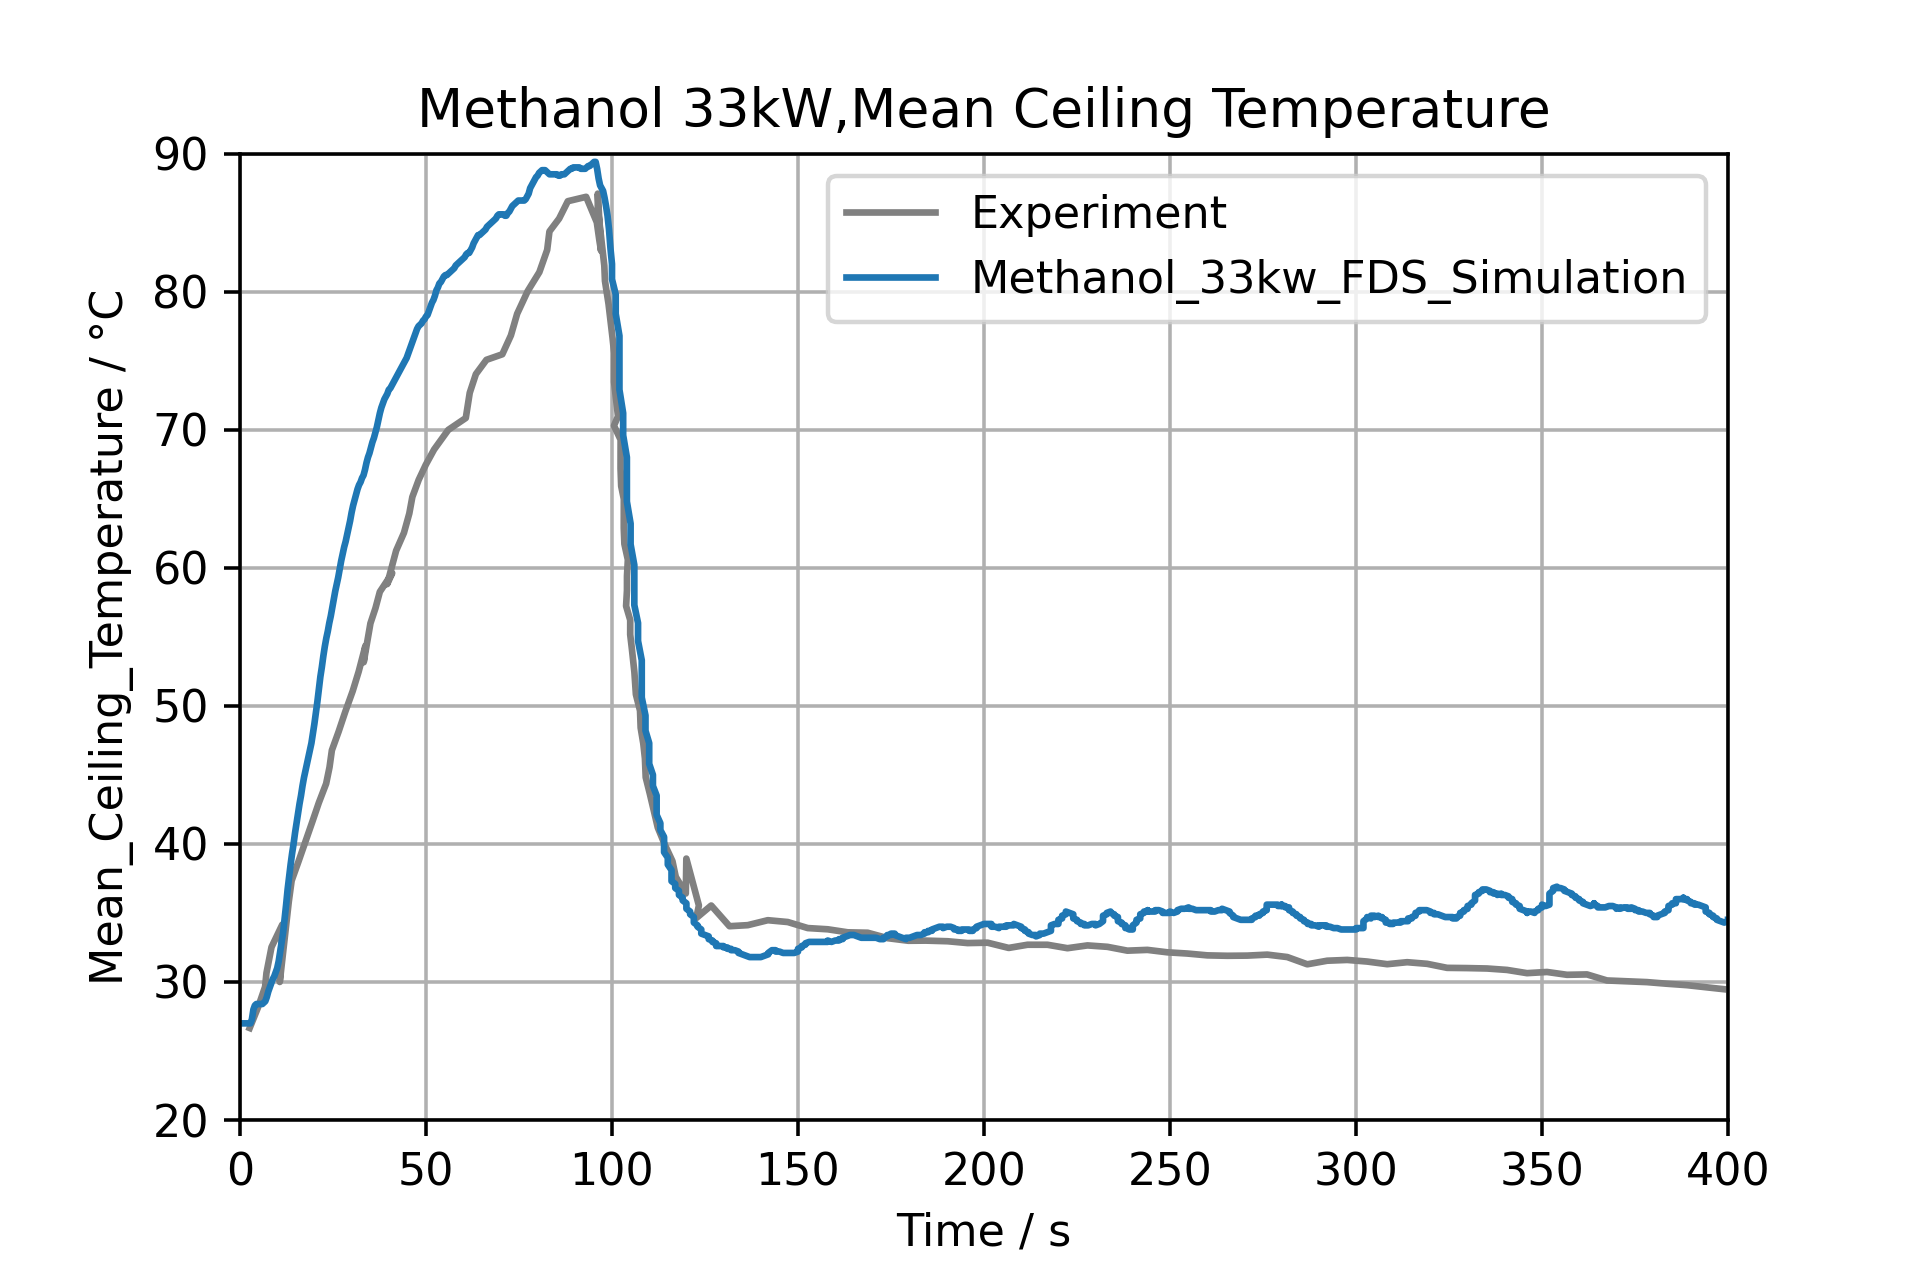 Methanol 33kW,Mean Ceiling Temperature
90
80
70
60
50
40
30
20
Mean_Ceiling_Temperature / °C
Experiment
Methanol_33kw_FDS_Simulation
0 50 100 150 200 250 300 350 400
Time / s